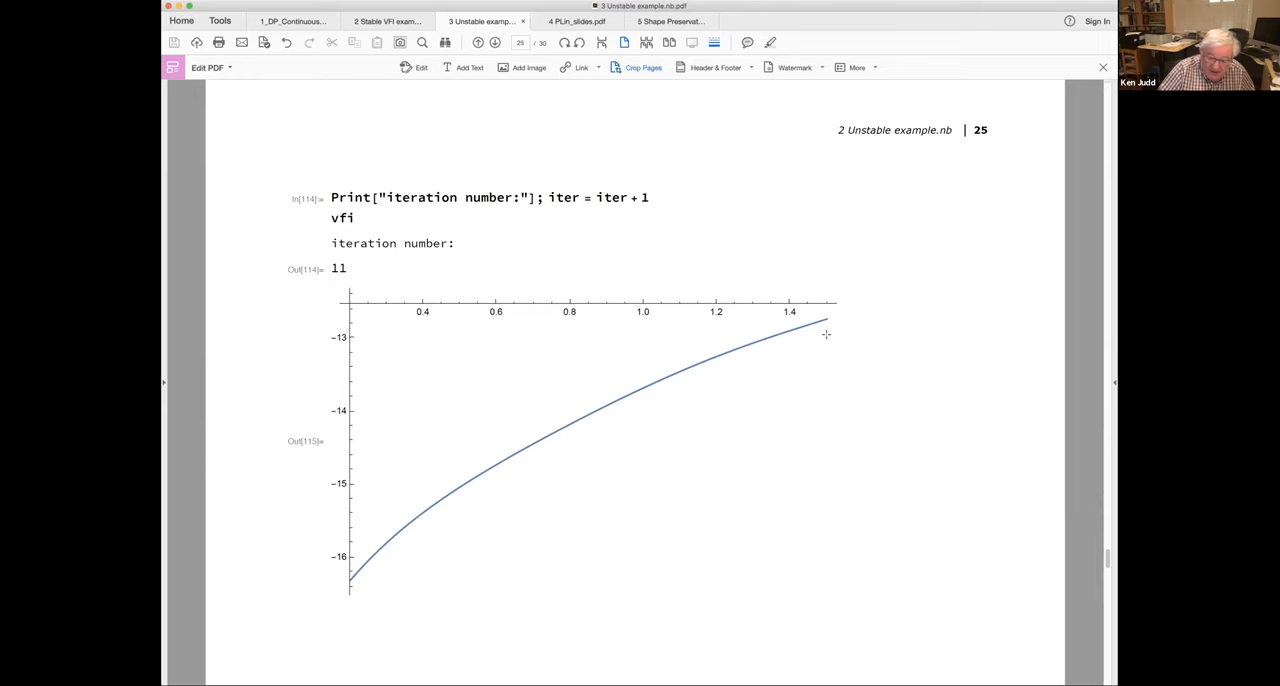 3 Unstable example.nb.pdf
Home Tools 1_DP_Continuous... 2 Stable VFI exam... 3 Unstable examp... × 4 PLin_slides.pdf 5 Shape Preservat... ? Sign In
25 / 30
Edit PDF Edit Add Text Add Image Link Crop Pages Header & Footer Watermark More
Ken Judd
2 Unstable example.nb | 25
In[114]:= Print["iteration number:"]; iter = iter + 1
vfi
iteration number:
Out[114]= 11
0.4 0.6 0.8 1.0 1.2 1.4
-13
-14
Out[115]=
-15
-16